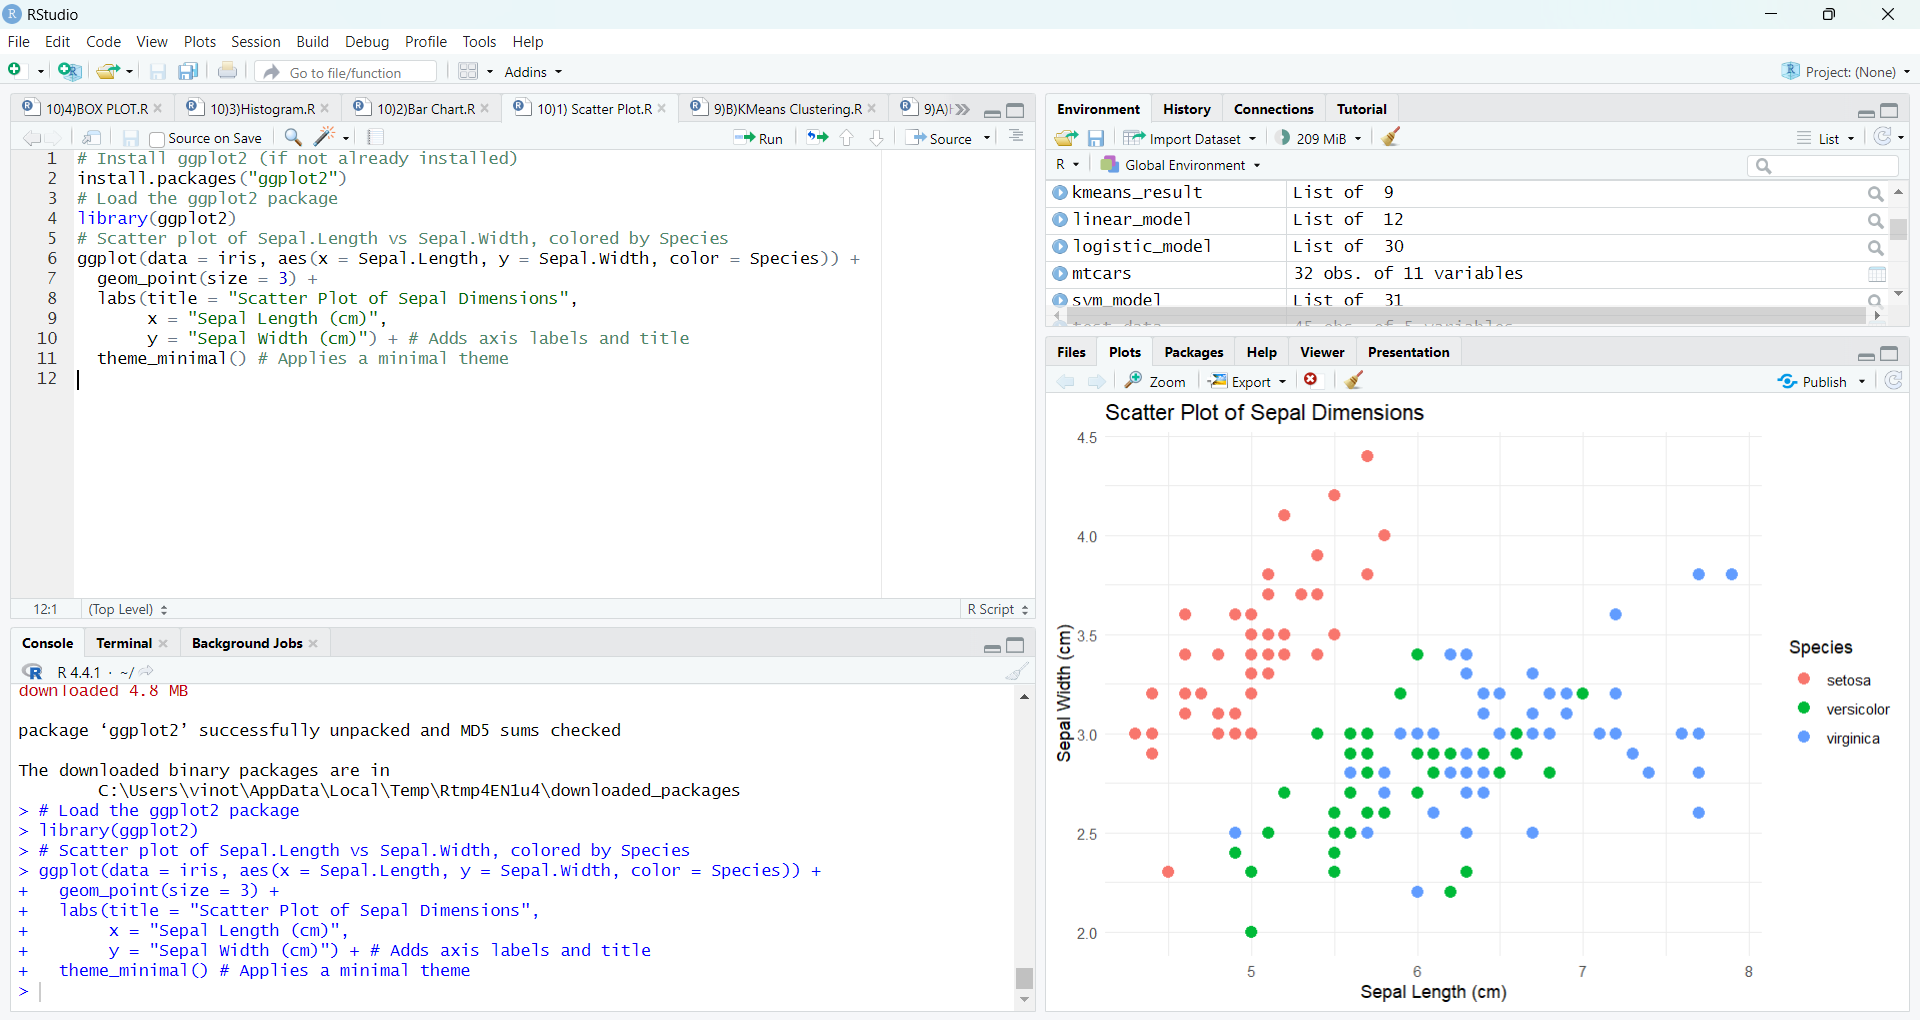 RStudio
File Edit Code View Plots Session Build Debug Profile Tools Help
Go to file/function Addins Project: (None)
10)4)BOX PLOT.R 10)3)Histogram.R 10)2)Bar Chart.R 10)1) Scatter Plot.R 9)B)KMeans Clustering.R
Source on Save Run Source
1 # Install ggplot2 (if not already installed)
2 install.packages("ggplot2")
3 # Load the ggplot2 package
4 library(ggplot2)
5 # Scatter plot of Sepal.Length vs Sepal.Width, colored by Species
6 ggplot(data = iris, aes(x = Sepal.Length, y = Sepal.Width, color = Species)) +
7 geom_point(size = 3) +
8 labs(title = "Scatter Plot of Sepal Dimensions",
9 x = "Sepal Length (cm)",
10 y = "Sepal Width (cm)") + # Adds axis labels and title
11 theme_minimal() # Applies a minimal theme
12
12:1 (Top Level) R Script
Console Terminal Background Jobs
R 4.4.1 · ~/
downloaded 4.8 MB
package ‘ggplot2’ successfully unpacked and MD5 sums checked
The downloaded binary packages are in
C:\Users\vinot\AppData\Local\Temp\Rtmp4EN1u4\downloaded_packages
> # Load the ggplot2 package
> library(ggplot2)
> # Scatter plot of Sepal.Length vs Sepal.Width, colored by Species
> ggplot(data = iris, aes(x = Sepal.Length, y = Sepal.Width, color = Species)) +
+ geom_point(size = 3) +
+ labs(title = "Scatter Plot of Sepal Dimensions",
+ x = "Sepal Length (cm)",
+ y = "Sepal Width (cm)") + # Adds axis labels and title
+ theme_minimal() # Applies a minimal theme
>
Environment History Connections Tutorial
Import Dataset 209 MiB List
R Global Environment
kmeans_result List of 9
linear_model List of 12
logistic_model List of 30
mtcars 32 obs. of 11 variables
svm_model List of 31
Files Plots Packages Help Viewer Presentation
Zoom Export Publish
Scatter Plot of Sepal Dimensions
4.5
4.0
3.5
3.0
2.5
2.0
Sepal Width (cm)
5 6 7 8
Sepal Length (cm)
Species
setosa
versicolor
virginica